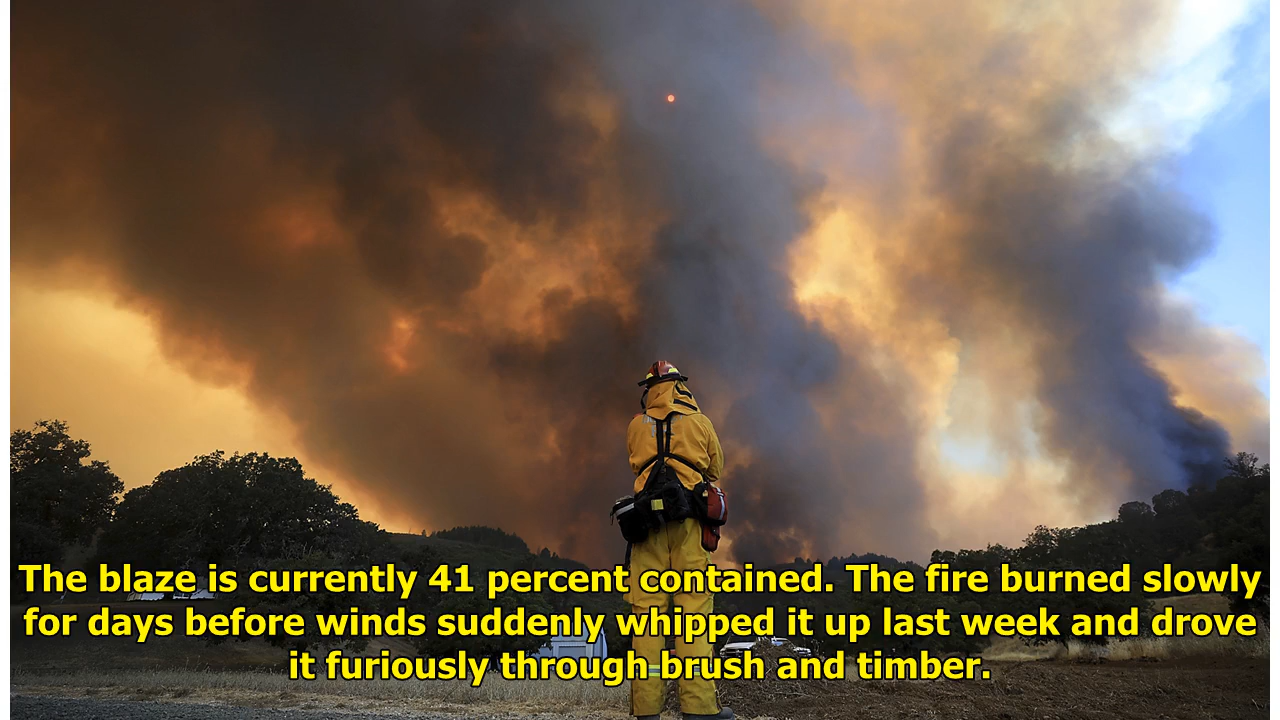 The blaze is currently 41 percent contained. The fire burned slowly
for days before winds suddenly whipped it up last week and drove
it furiously through brush and timber.